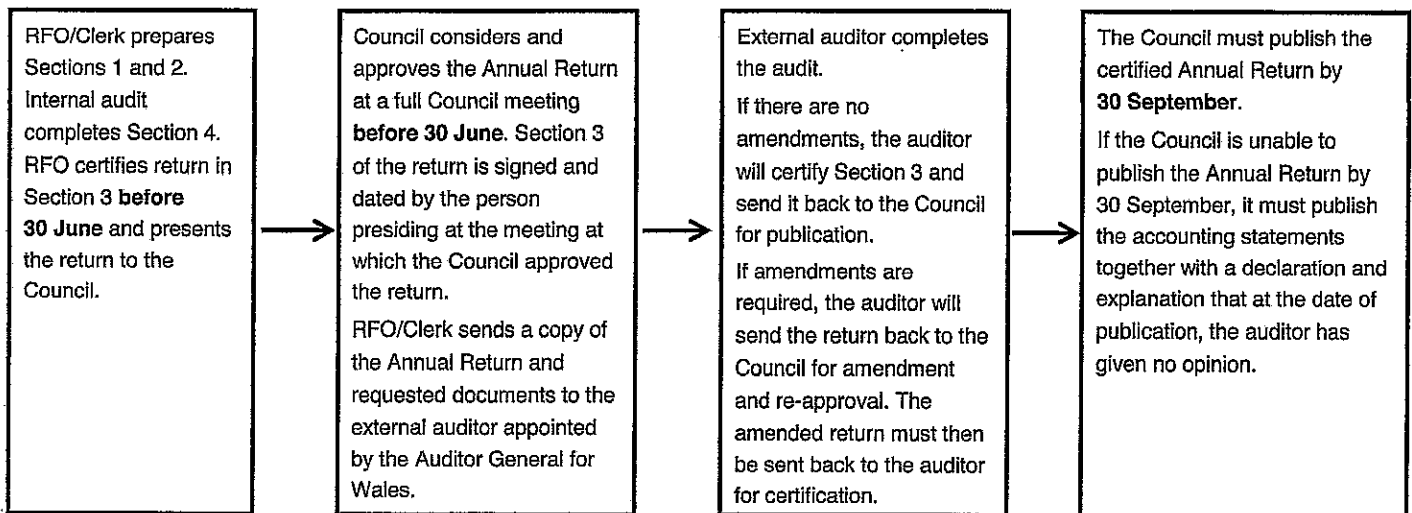 RFO/Clerk prepares
Sections 1 and 2.
Internal audit
completes Section 4.
RFO certifies return in
Section 3 before
30 June and presents
the return to the
Council.
Council considers and
approves the Annual Return
at a full Council meeting
before 30 June. Section 3
of the return is signed and
dated by the person
presiding at the meeting at
which the Council approved
the return.
RFO/Clerk sends a copy of
the Annual Return and
requested documents to the
external auditor appointed
by the Auditor General for
Wales.
External auditor completes
the audit.
If there are no
amendments, the auditor
will certify Section 3 and
send it back to the Council
for publication.
If amendments are
required, the auditor will
send the return back to the
Council for amendment
and re-approval. The
amended return must then
be sent back to the auditor
for certification.
The Council must publish the
certified Annual Return by
30 September.
If the Council is unable to
publish the Annual Return by
30 September, it must publish
the accounting statements
together with a declaration and
explanation that at the date of
publication, the auditor has
given no opinion.